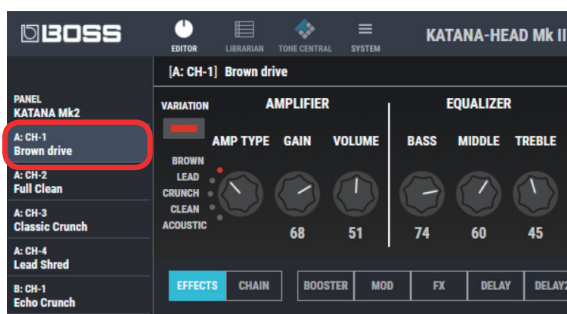 BOSS
EDITOR LIBRARIAN TONE CENTRAL SYSTEM
KATANA-HEAD Mk II
[A: CH-1] Brown drive
PANEL
KATANA Mk2
A: CH-1
Brown drive
A: CH-2
Full Clean
A: CH-3
Classic Crunch
A: CH-4
Lead Shred
B: CH-1
Echo Crunch
VARIATION
AMPLIFIER
AMP TYPE GAIN VOLUME
BROWN
LEAD
CRUNCH
CLEAN
ACOUSTIC
68 51
EQUALIZER
BASS MIDDLE TREBLE
74 60 45
EFFECTS CHAIN BOOSTER MOD FX DELAY DELAY2